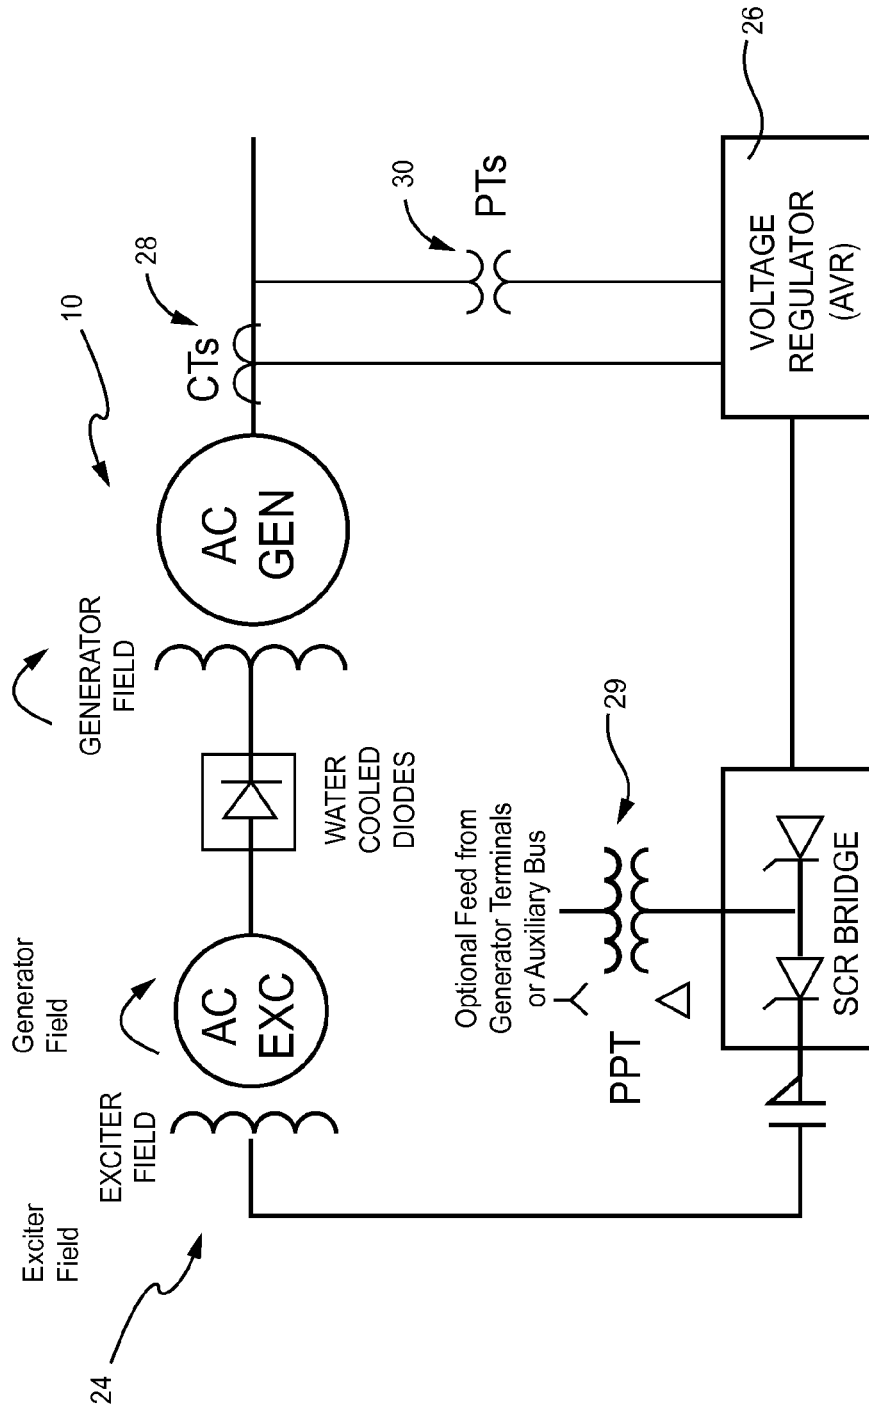 Exciter
Field
Generator
Field
24
EXCITER
FIELD
AC
EXC
WATER
COOLED
DIODES
GENERATOR
FIELD
AC
GEN
10
CTs
28
30
PTs
Optional Feed from
Generator Terminals
or Auxiliary Bus
PPT
29
SCR BRIDGE
VOLTAGE
REGULATOR
(AVR)
26